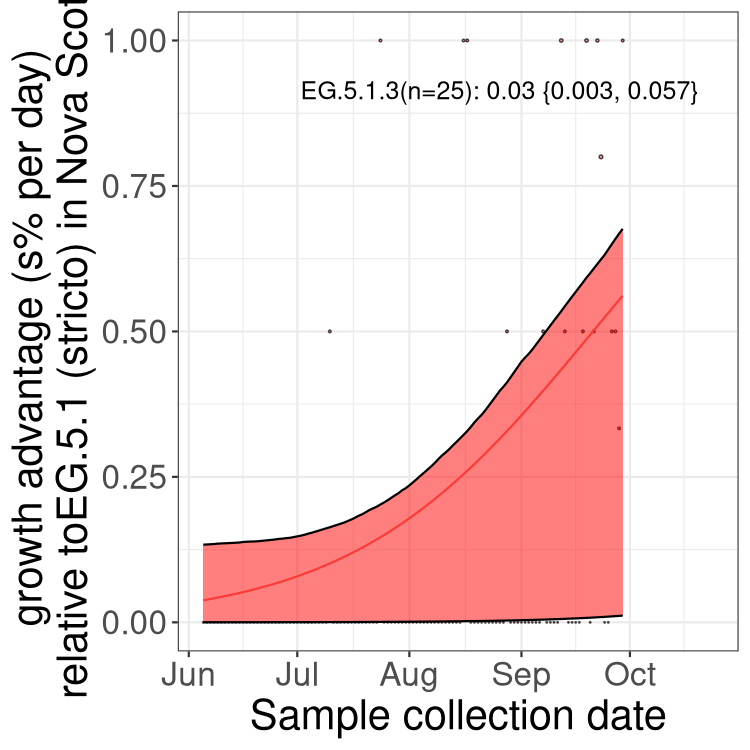 growth advantage (s% per day)
relative toEG.5.1 (stricto) in Nova Scot
1.00
0.75
0.50
0.25
0.00
EG.5.1.3(n=25): 0.03 {0.003, 0.057}
Jun Jul Aug Sep Oct
Sample collection date